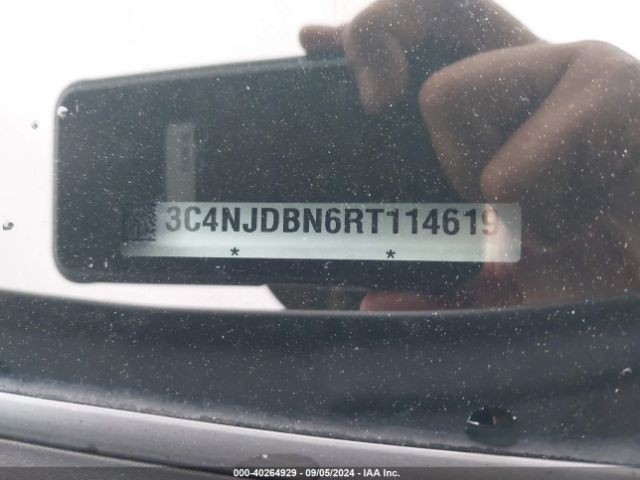 3C4NJDBN6RT114619
* *
000-40264929 - 09/05/2024 - IAA Inc.